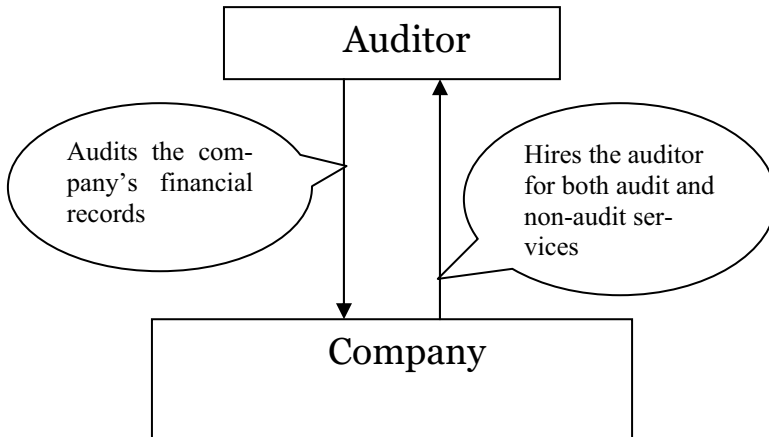 Auditor
Audits the com-
pany’s financial
records
Hires the auditor
for both audit and
non-audit ser-
vices
Company